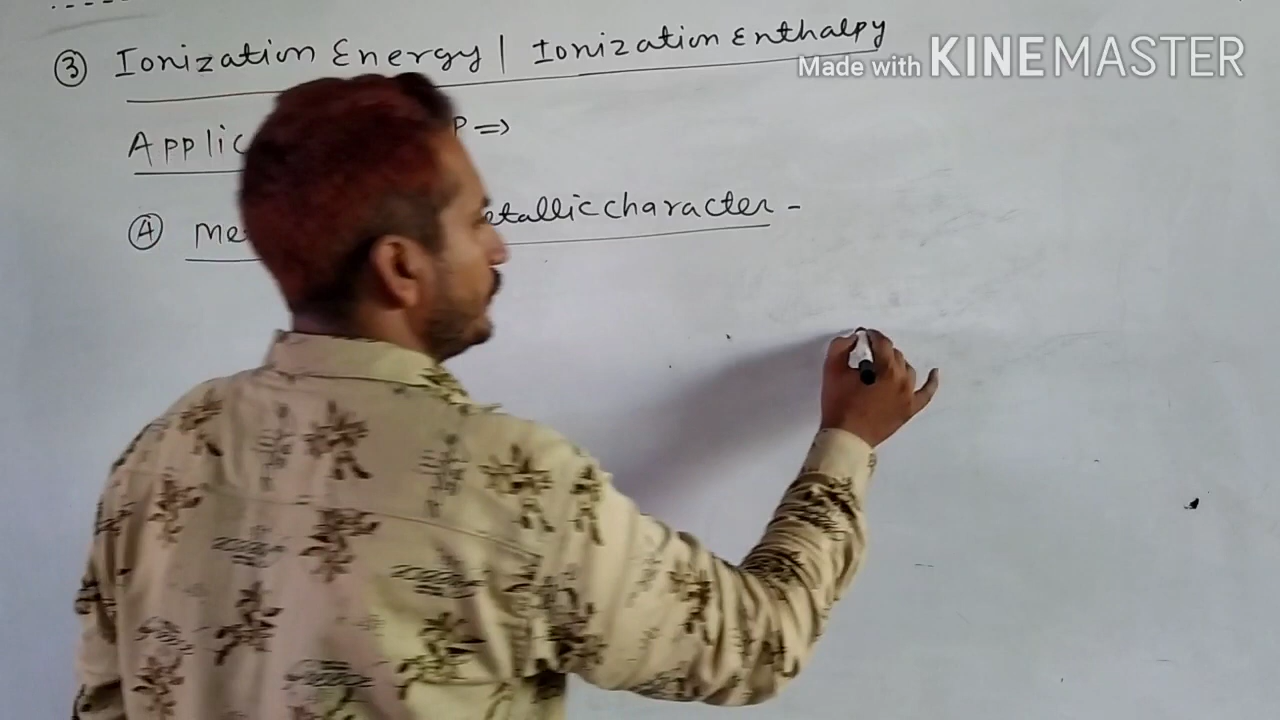 ③ Ionization Energy | Ionization Enthalpy
Made with KINEMASTER
Applic P =>
④ Me etallic character -